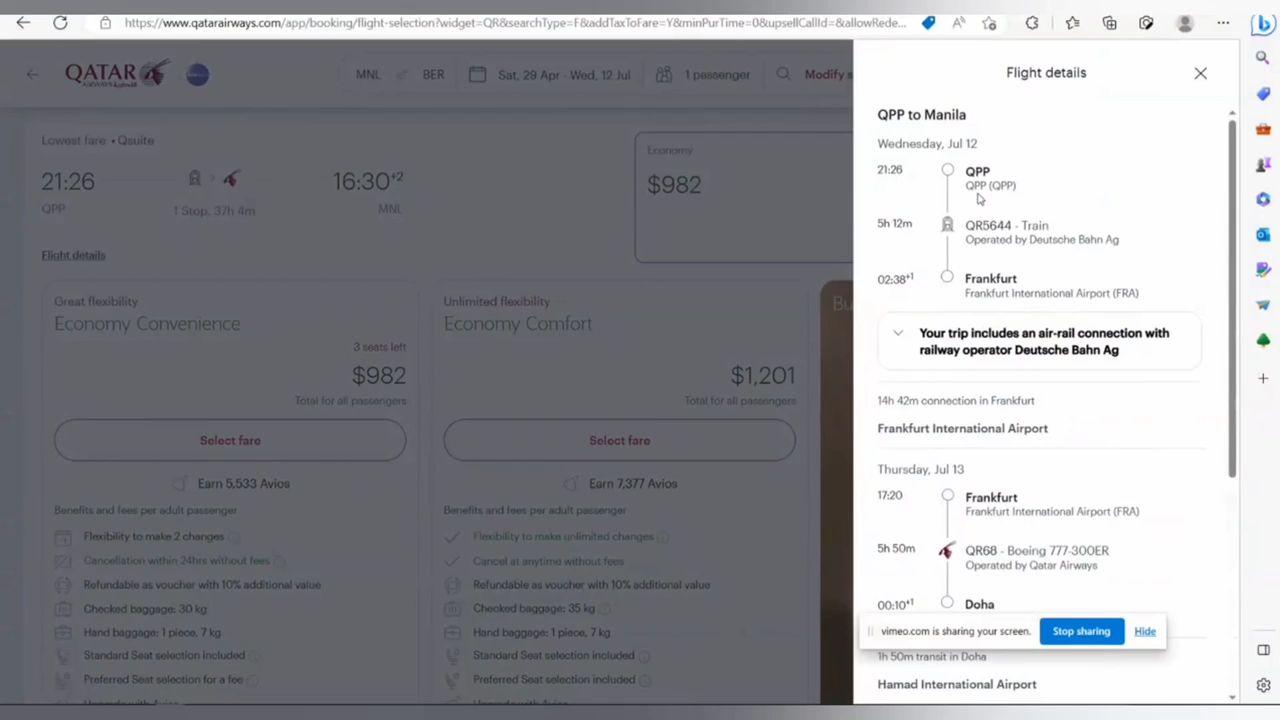 https://www.qatarairways.com/app/booking/flight-selection?widget=QR&searchType=F&addTaxToFare=Y&minPurTime=0&upsellCallId=&allowRede...
QATAR
AIRWAYS
MNL
BER
Sat, 29 Apr - Wed, 12 Jul
1 passenger
Modify s
Lowest fare • Qsuite
21:26
16:30+2
QPP
1 Stop, 37h 4m
MNL
Flight details
Economy
$982
Great flexibility
Economy Convenience
3 seats left
$982
Total for all passengers
Select fare
Earn 5,533 Avios
Benefits and fees per adult passenger
Flexibility to make 2 changes
Cancellation within 24hrs without fees
Refundable as voucher with 10% additional value
Checked baggage: 30 kg
Hand baggage: 1 piece, 7 kg
Standard Seat selection included
Preferred Seat selection for a fee
Upgrade with Avios
Unlimited flexibility
Economy Comfort
$1,201
Total for all passengers
Select fare
Earn 7,377 Avios
Benefits and fees per adult passenger
Flexibility to make unlimited changes
Cancel at anytime without fees
Refundable as voucher with 10% additional value
Checked baggage: 35 kg
Hand baggage: 1 piece, 7 kg
Standard Seat selection included
Preferred Seat selection included
Upgrade with Avios
Bu
Flight details
QPP to Manila
Wednesday, Jul 12
21:26
QPP
QPP (QPP)
5h 12m
QR5644 - Train
Operated by Deutsche Bahn Ag
02:38+1
Frankfurt
Frankfurt International Airport (FRA)
Your trip includes an air-rail connection with
railway operator Deutsche Bahn Ag
14h 42m connection in Frankfurt
Frankfurt International Airport
Thursday, Jul 13
17:20
Frankfurt
Frankfurt International Airport (FRA)
5h 50m
QR68 - Boeing 777-300ER
Operated by Qatar Airways
00:10+1
Doha
vimeo.com is sharing your screen.
Stop sharing
Hide
1h 50m transit in Doha
Hamad International Airport